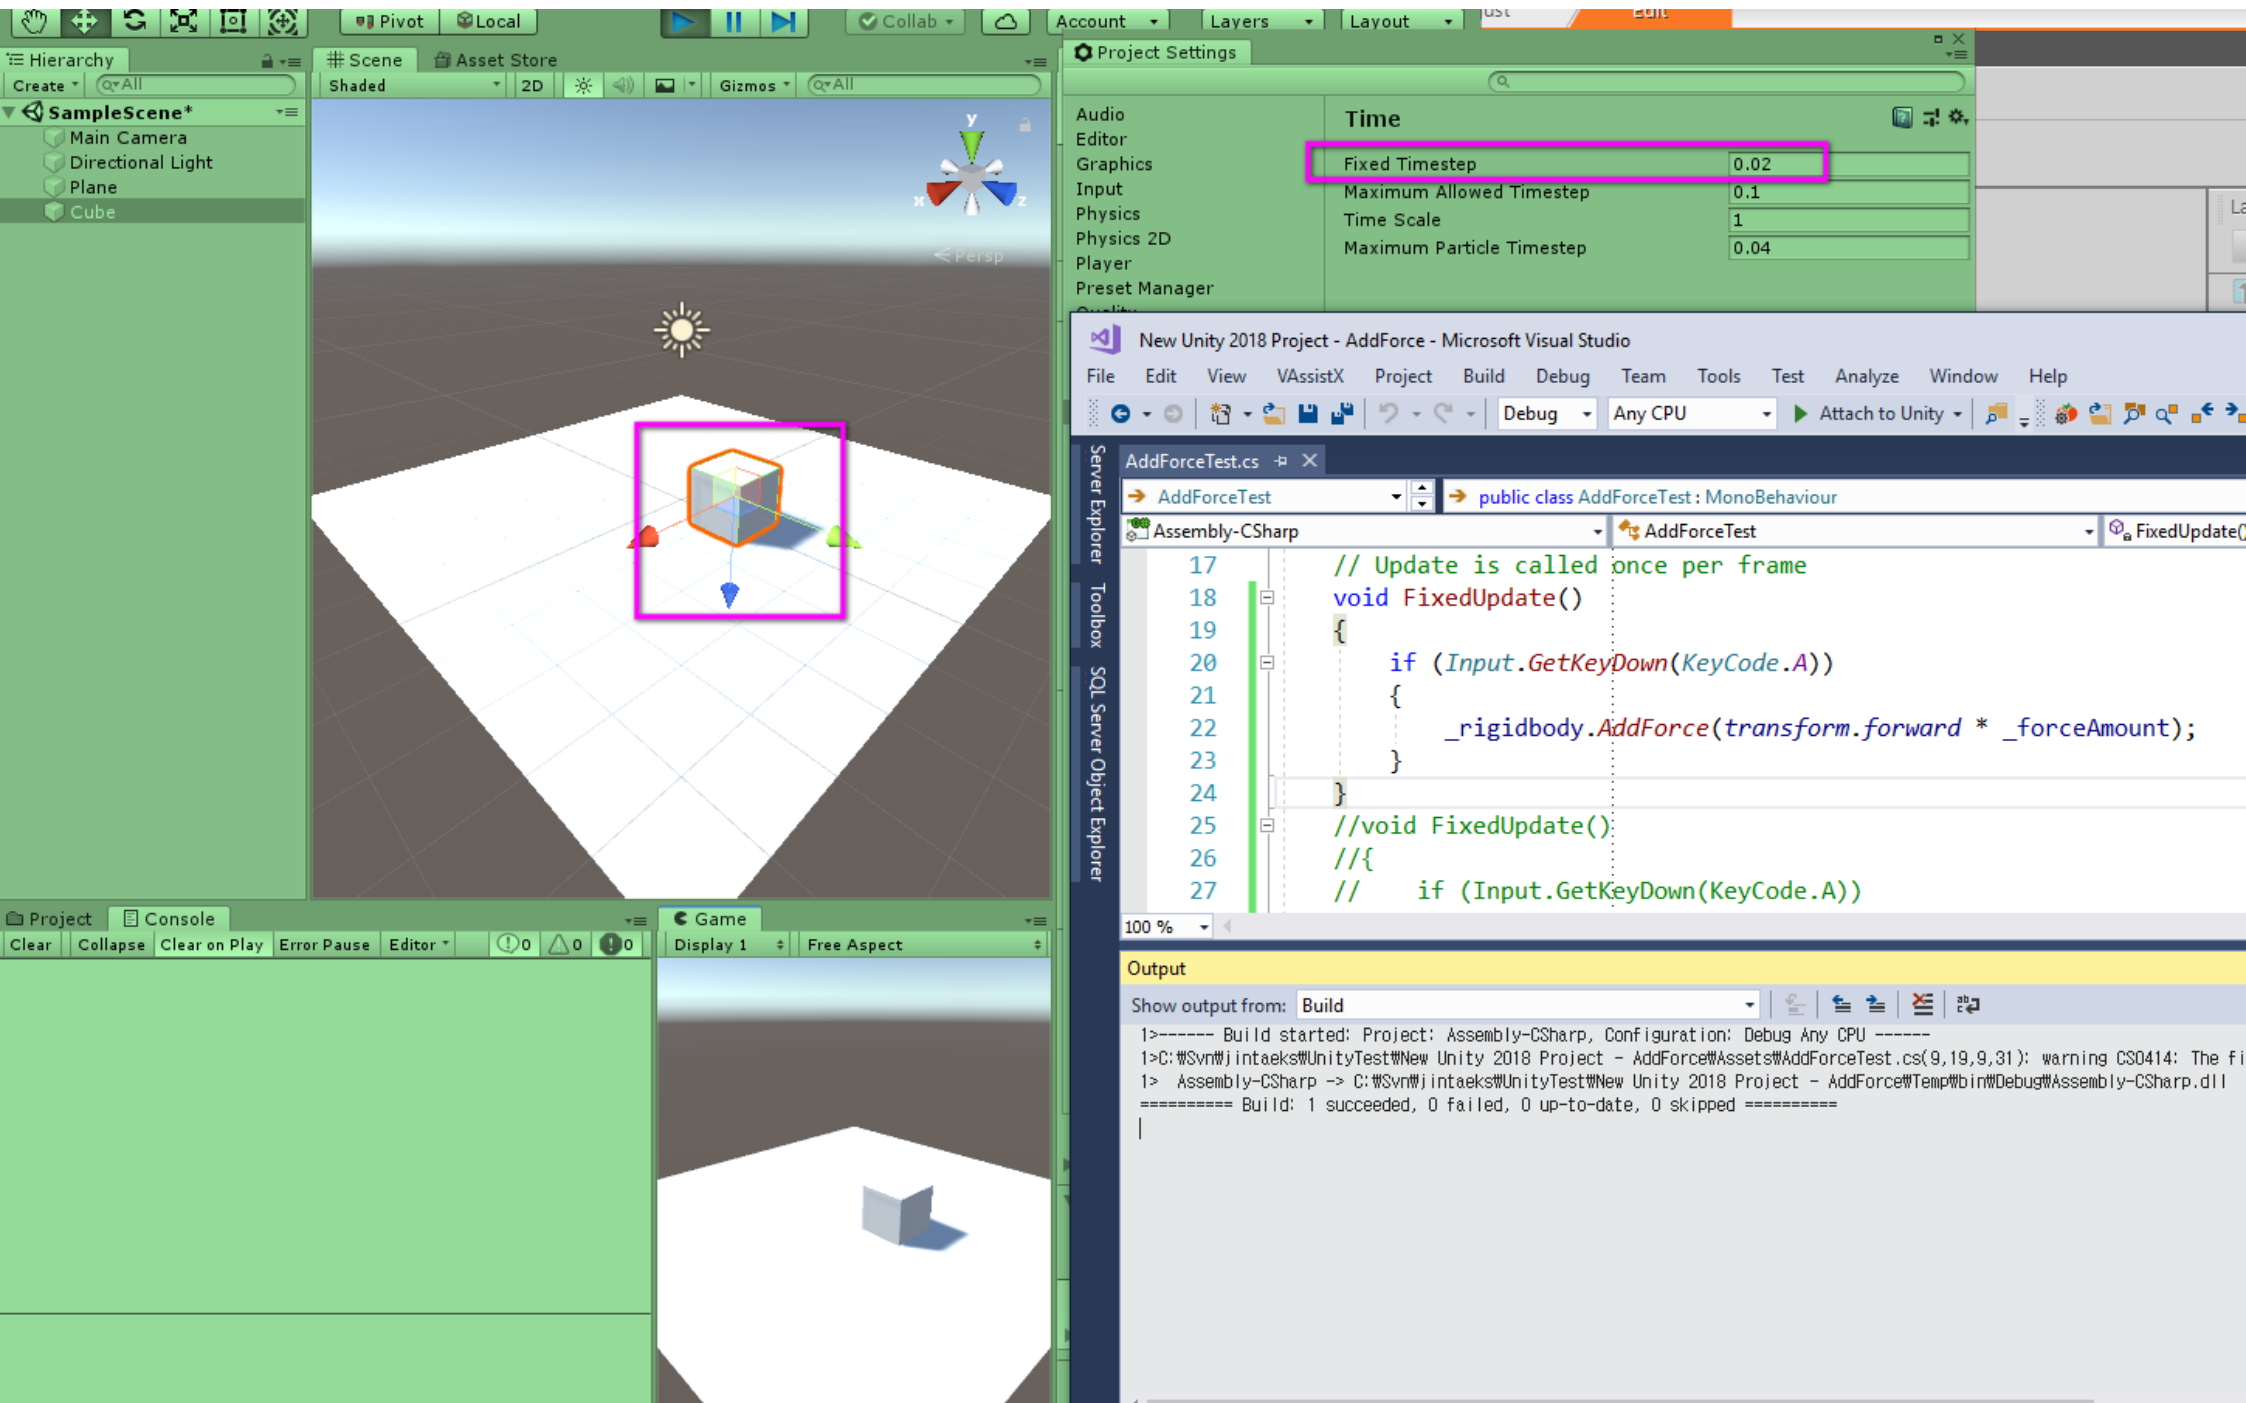 Pivot
Local
Collab
Account
Layers
Layout
Edit
Hierarchy
Create
All
SampleScene*
Main Camera
Directional Light
Plane
Cube
Scene
Asset Store
Shaded
2D
Gizmos
All
y
x
z
Persp
Project Settings
Audio
Editor
Graphics
Input
Physics
Physics 2D
Player
Preset Manager
Time
Fixed Timestep 0.02
Maximum Allowed Timestep 0.1
Time Scale 1
Maximum Particle Timestep 0.04
New Unity 2018 Project - AddForce - Microsoft Visual Studio
File Edit View VAssistX Project Build Debug Team Tools Test Analyze Window Help
Debug Any CPU Attach to Unity
Server Explorer
Toolbox
SQL Server Object Explorer
AddForceTest.cs
AddForceTest
public class AddForceTest : MonoBehaviour
Assembly-CSharp
AddForceTest
FixedUpdate()
17 // Update is called once per frame
18 void FixedUpdate()
19 {
20 if (Input.GetKeyDown(KeyCode.A))
21 {
22 _rigidbody.AddForce(transform.forward * _forceAmount);
23 }
24 }
25 //void FixedUpdate()
26 //{
27 // if (Input.GetKeyDown(KeyCode.A))
100 %
Output
Show output from: Build
1>------ Build started: Project: Assembly-CSharp, Configuration: Debug Any CPU ------
1>C:₩Svn₩jintaeks₩UnityTest₩New Unity 2018 Project - AddForce₩Assets₩AddForceTest.cs(9,19,9,31): warning CS0414: The fi
1> Assembly-CSharp -> C:₩Svn₩jintaeks₩UnityTest₩New Unity 2018 Project - AddForce₩Temp₩bin₩Debug₩Assembly-CSharp.dll
========== Build: 1 succeeded, 0 failed, 0 up-to-date, 0 skipped ==========
Project
Console
Clear Collapse Clear on Play Error Pause Editor 0 0 0
Game
Display 1 Free Aspect